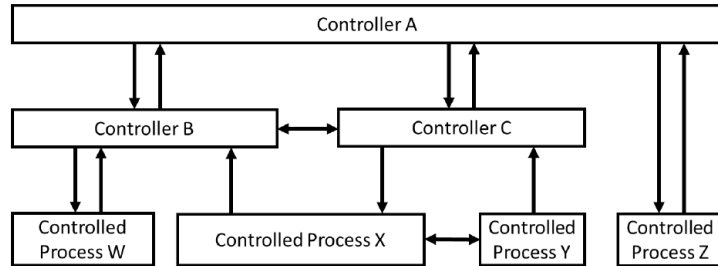 Controller A
Controller B
Controller C
Controlled
Process W
Controlled Process X
Controlled
Process Y
Controlled
Process Z